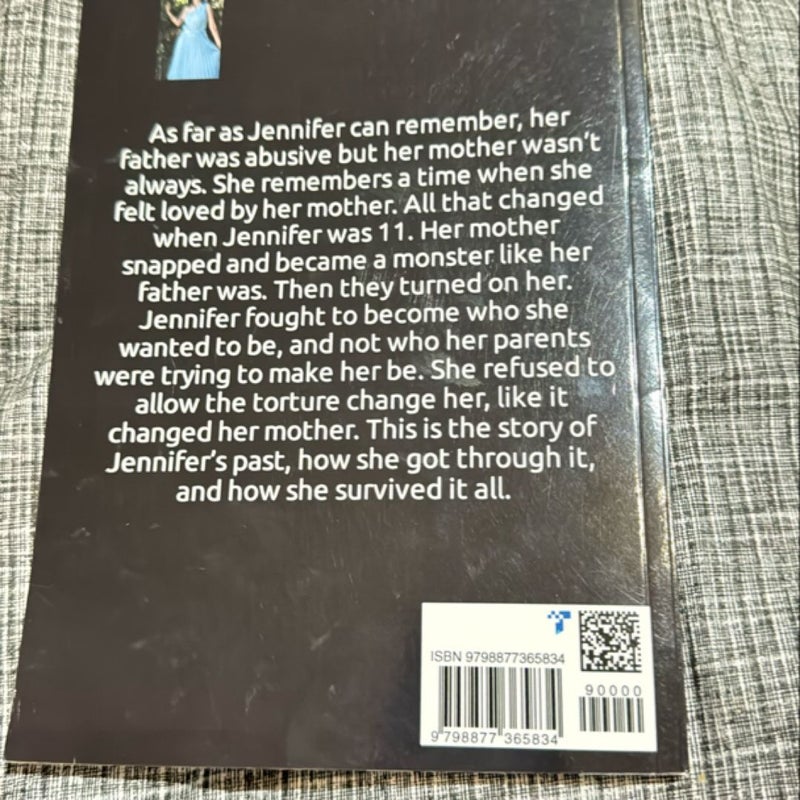 As far as Jennifer can remember, her
father was abusive but her mother wasn't
always. She remembers a time when she
felt loved by her mother. All that changed
when Jennifer was 11. Her mother
snapped and became a monster like her
father was. Then they turned on her.
Jennifer fought to become who she
wanted to be, and not who her parents
were trying to make her be. She refused to
allow the torture change her, like it
changed her mother. This is the story of
Jennifer's past, how she got through it,
and how she survived it all.
ISBN 9798877365834
90000
9 798877 365834